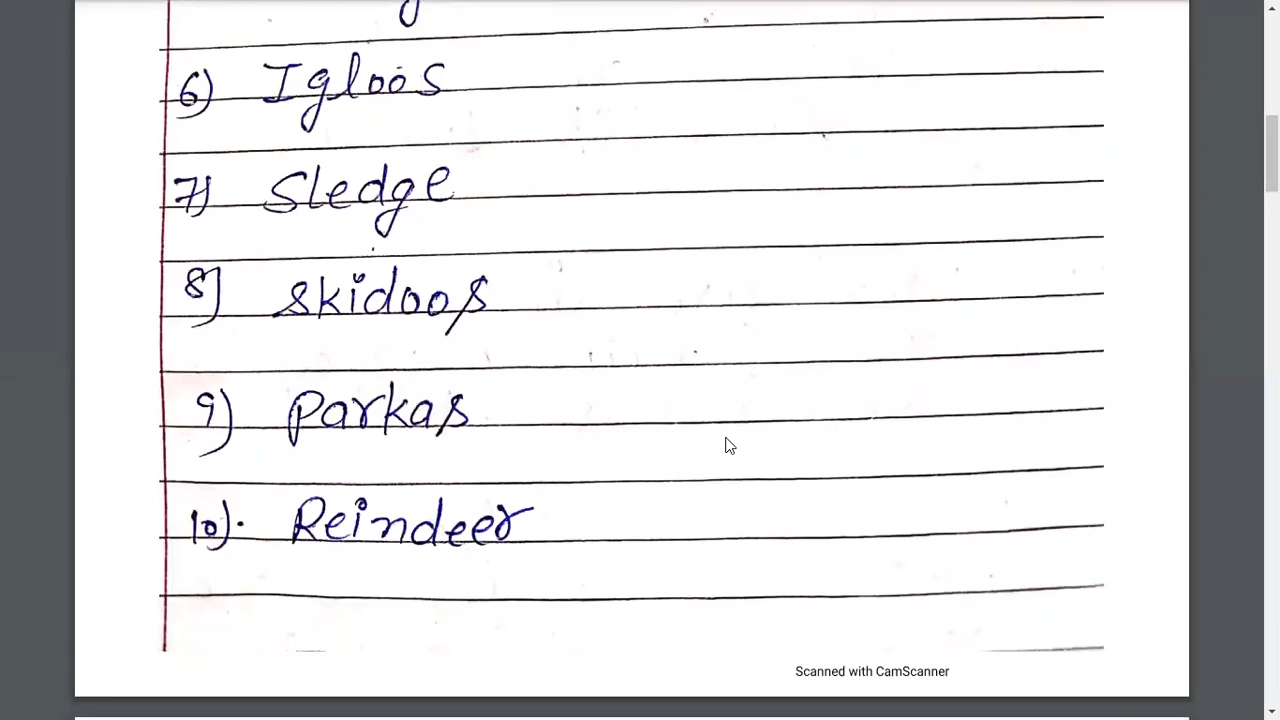 6) Igloos
7) Sledge
8) skidoos
9) parkas
10). Reindeer
Scanned with CamScanner